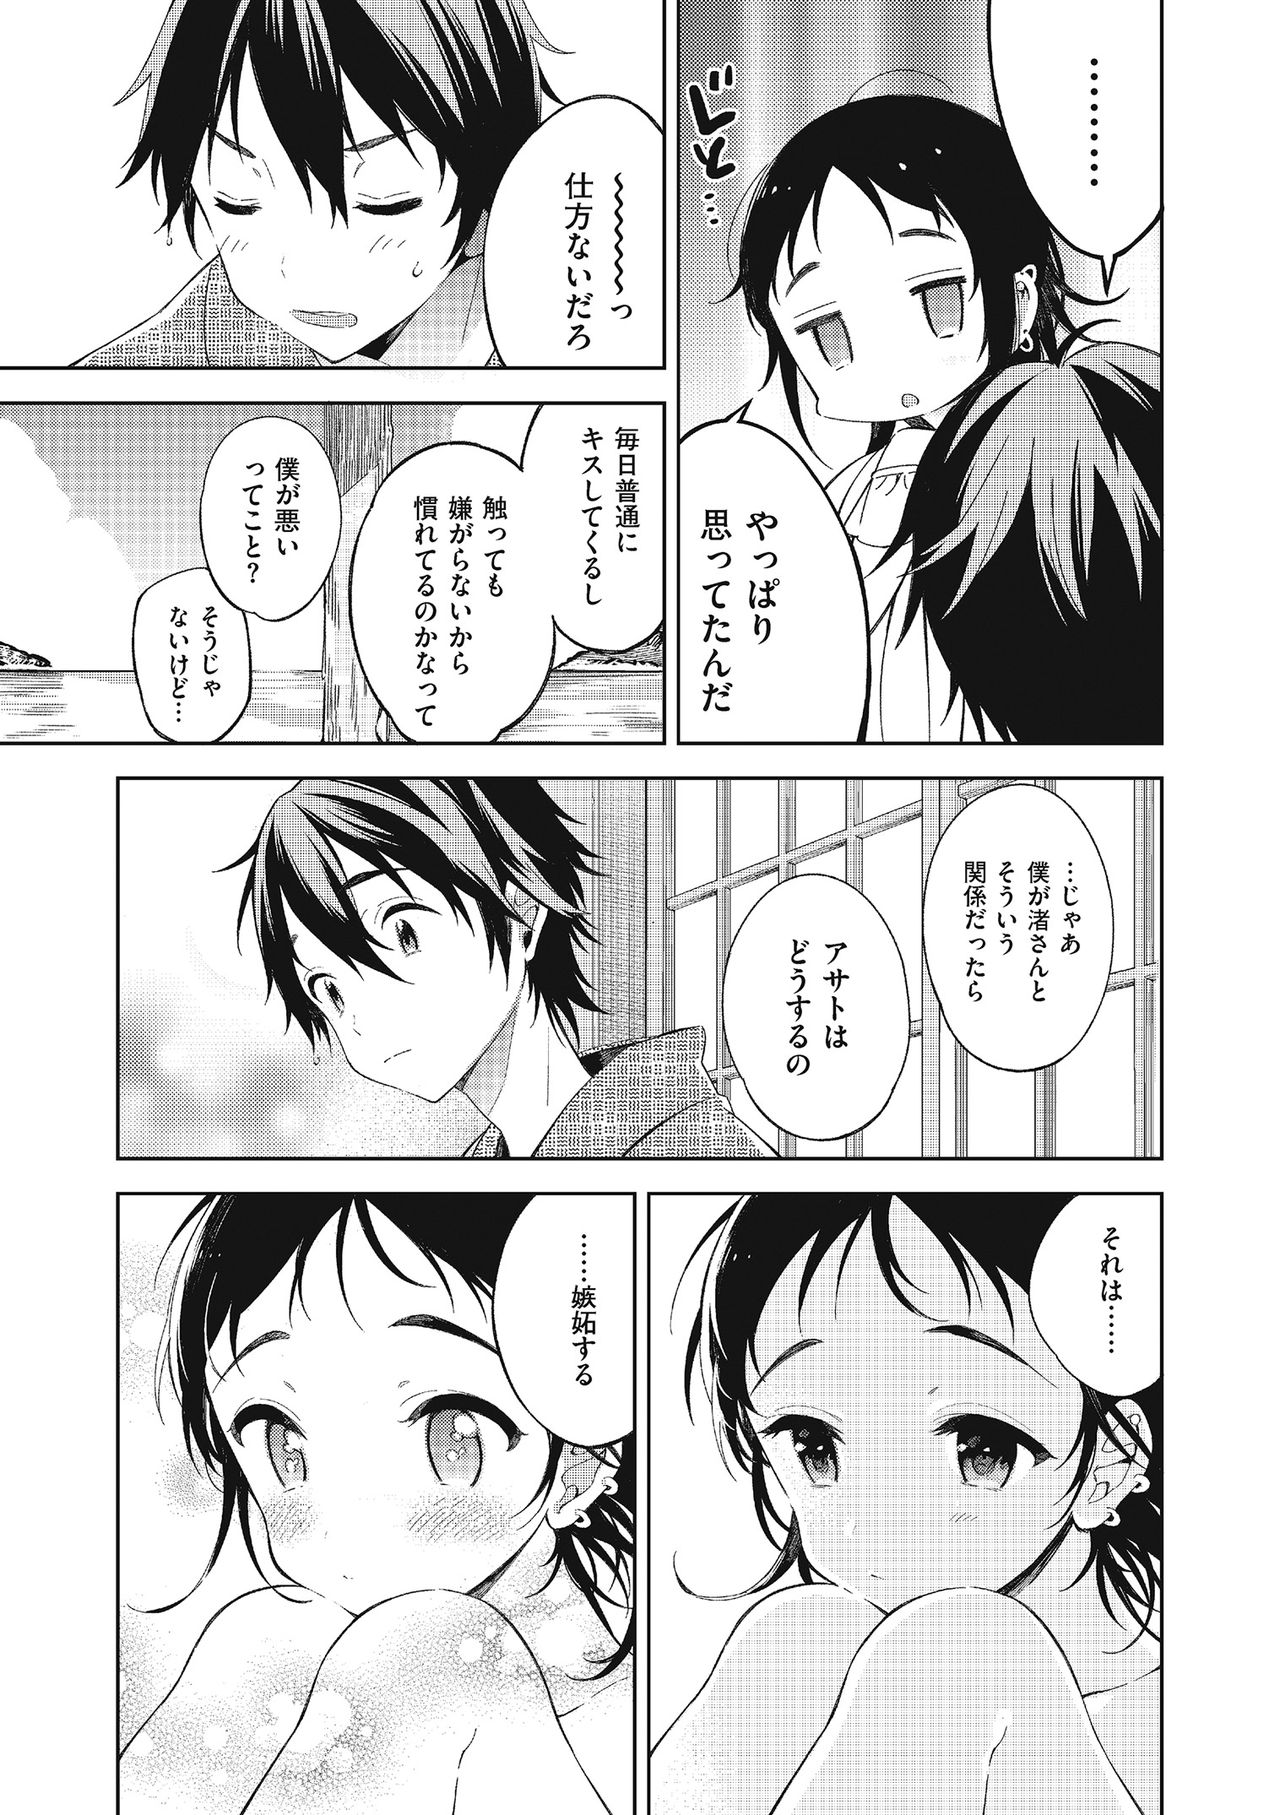 ………
じと…
やっぱり
思ってたんだ
～～～～～っ
仕方ないだろ
毎日普通に
キスしてくるし
触っても
嫌がらないから
慣れてるのかなって
僕が悪い
ってこと？
そうじゃ
ないけど…
…じゃあ
僕が渚さんと
そういう
関係だったら
アサトは
どうするの
それは……
……嫉妬する